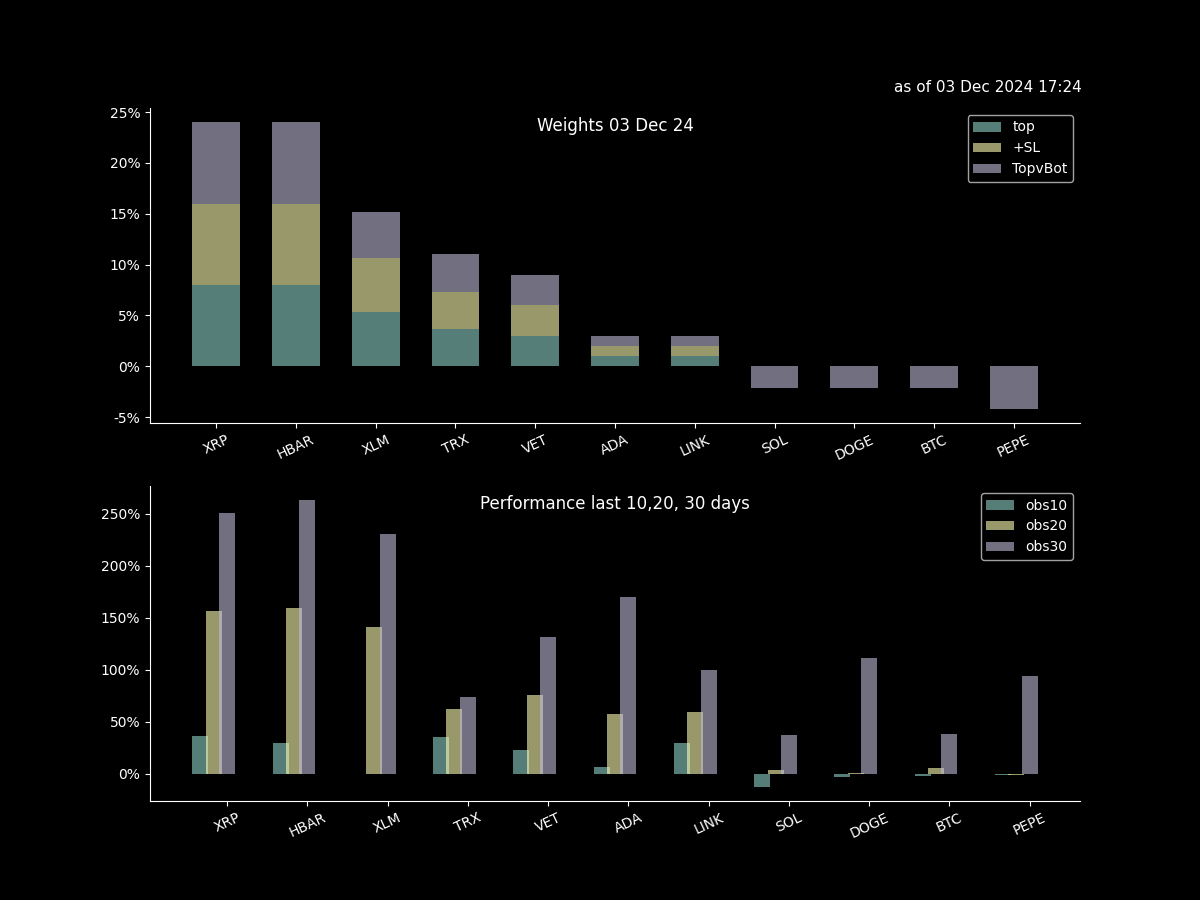 as of 03 Dec 2024 17:24
Weights 03 Dec 24
top
+SL
TopvBot
25%
20%
15%
10%
5%
0%
-5%
XRP HBAR XLM TRX VET ADA LINK SOL DOGE BTC PEPE
Performance last 10,20, 30 days
obs10
obs20
obs30
250%
200%
150%
100%
50%
0%
XRP HBAR XLM TRX VET ADA LINK SOL DOGE BTC PEPE